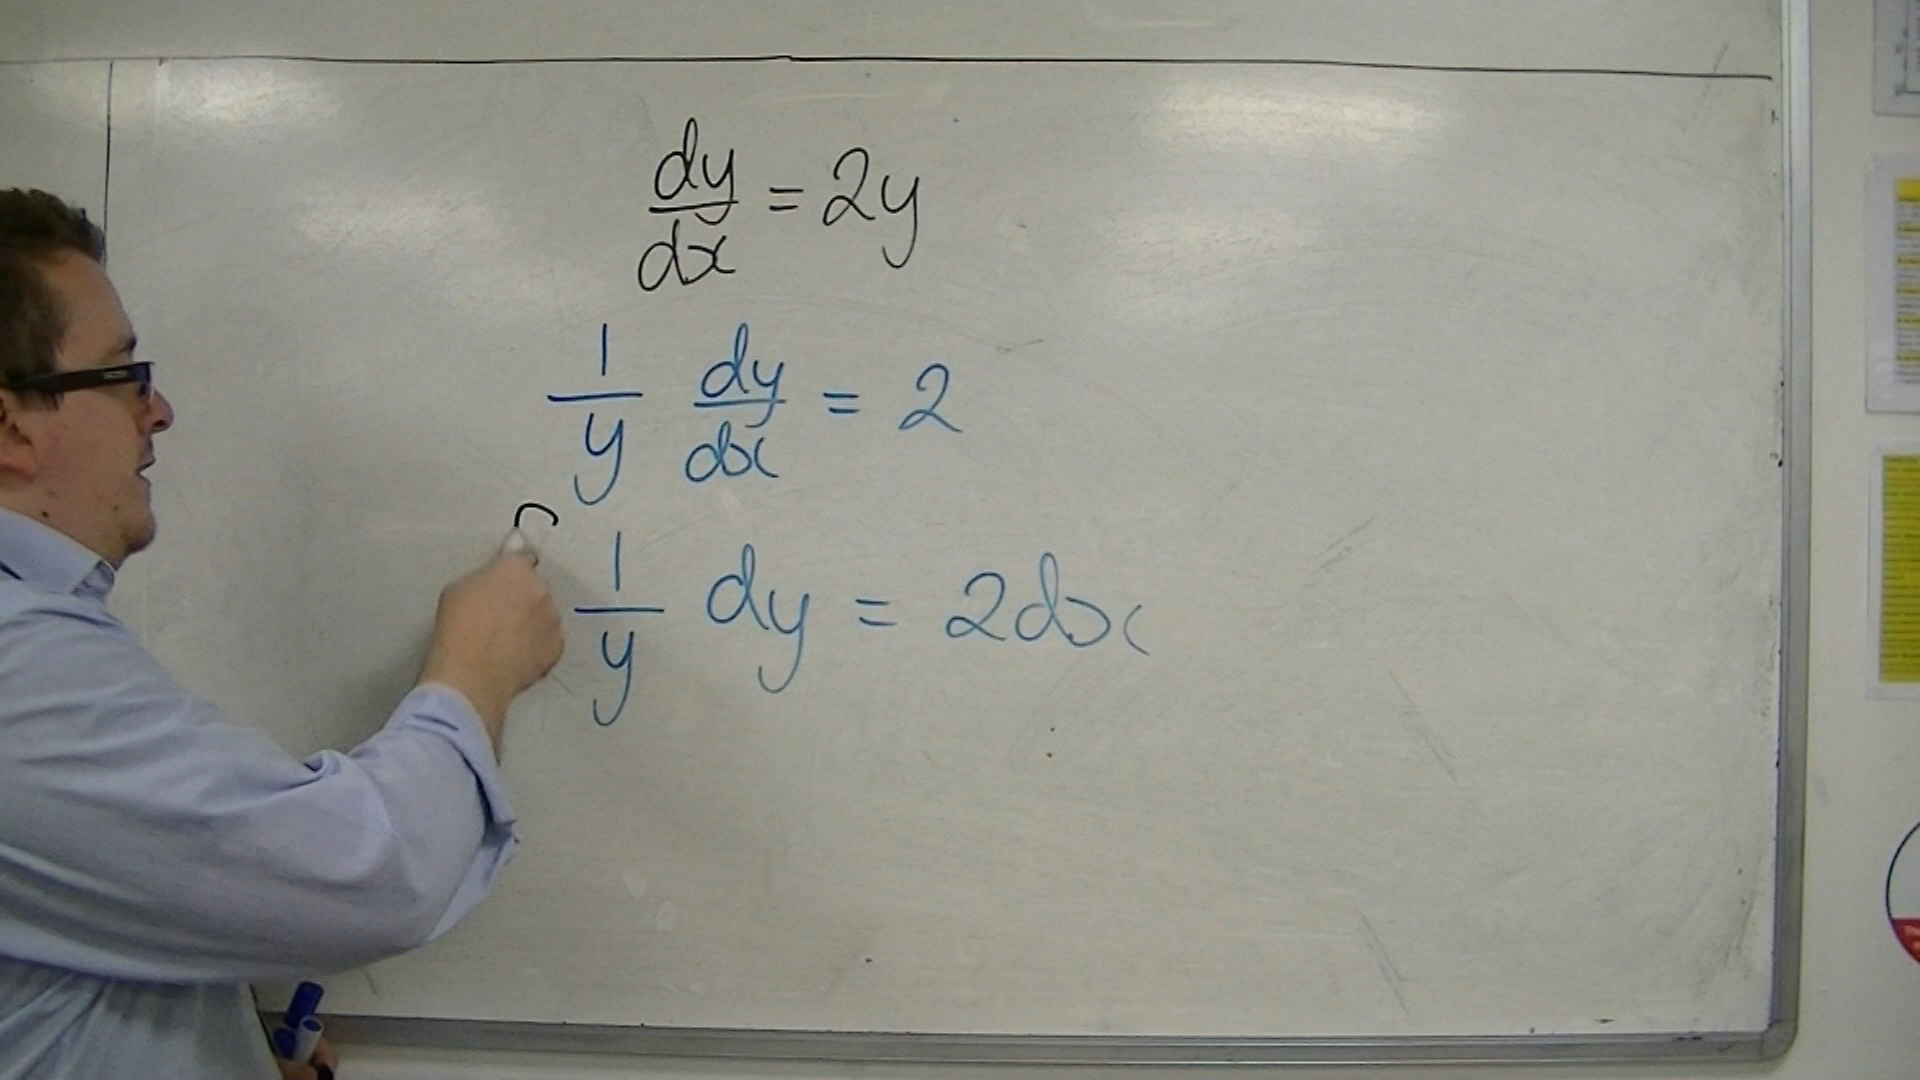 dy/dx = 2y
1/y dy/dx = 2
1/y dy = 2dx